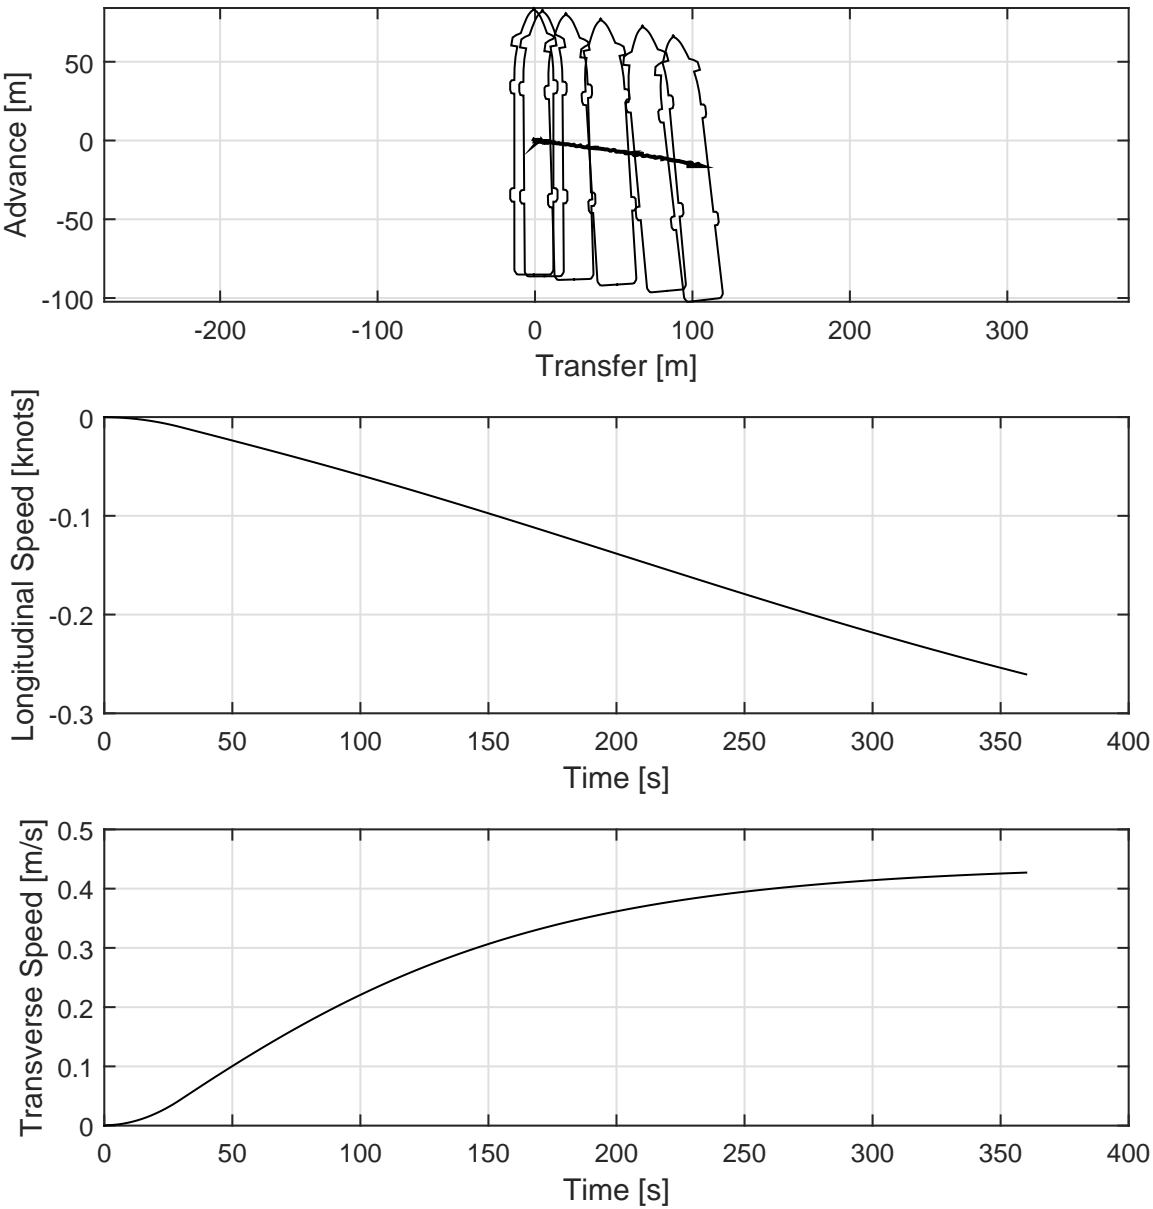 Advance [m]
50
0
-50
-100
-200 -100 0 100 200 300
Transfer [m]
Longitudinal Speed [knots]
0
-0.1
-0.2
-0.3
0 50 100 150 200 250 300 350 400
Time [s]
Transverse Speed [m/s]
0.5
0.4
0.3
0.2
0.1
0
0 50 100 150 200 250 300 350 400
Time [s]